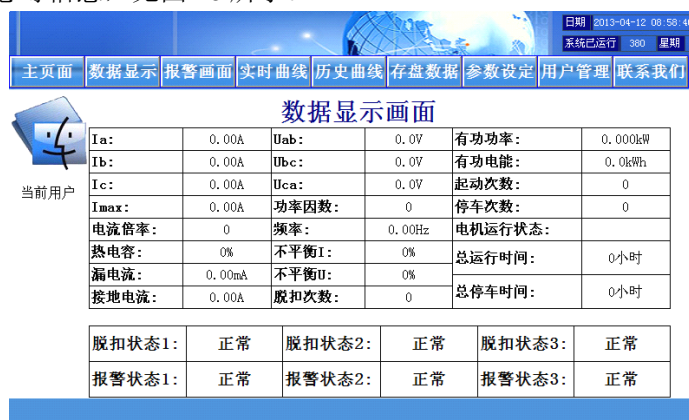 日期 2013-04-12 08:58:4
系统已运行 360 星期
主页面 数据显示 报警画面 实时曲线 历史曲线 存盘数据 参数设定 用户管理 联系我们
数据显示画面
当前用户
Ia: 0.00A Uab: 0.0V 有功功率: 0.000kW
Ib: 0.00A Ubc: 0.0V 有功电能: 0.0kWh
Ic: 0.00A Uca: 0.0V 起动次数: 0
Imax: 0.00A 功率因数: 0 停车次数: 0
电流倍率: 0 频率: 0.00Hz 电机运行状态:
热电容: 0% 不平衡I: 0% 总运行时间: 0小时
漏电流: 0.00mA 不平衡U: 0%
接地电流: 0.00A 脱扣次数: 0 总停车时间: 0小时
脱扣状态1: 正常 脱扣状态2: 正常 脱扣状态3: 正常
报警状态1: 正常 报警状态2: 正常 报警状态3: 正常